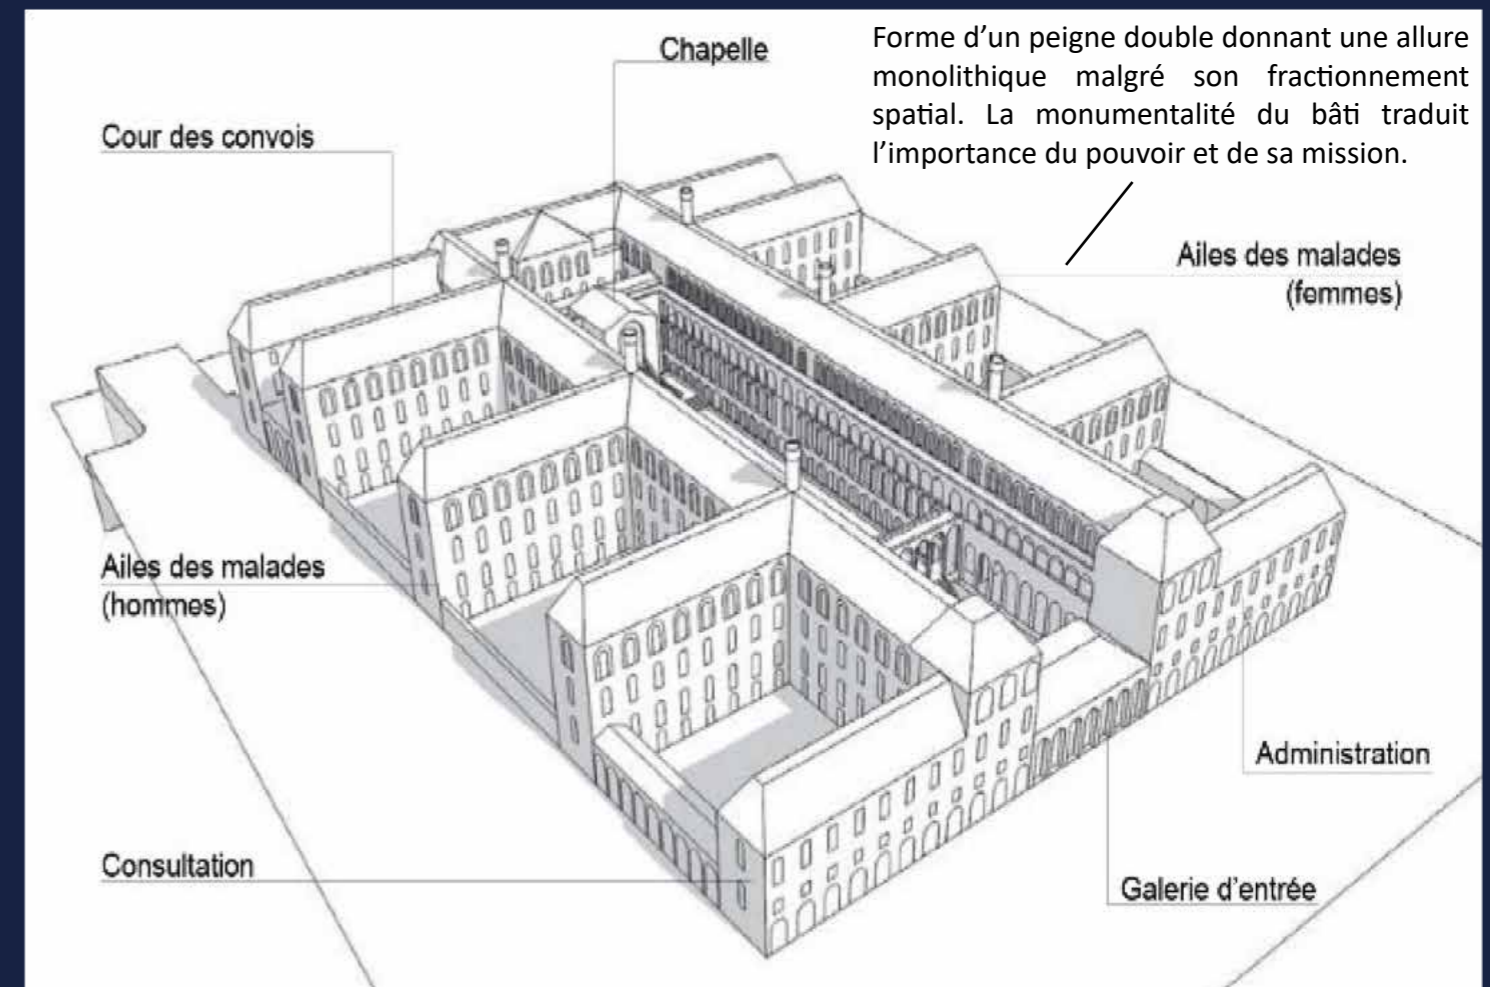 Chapelle
Forme d’un peigne double donnant une allure
monolithique malgré son fractionnement
spatial. La monumentalité du bâti traduit
l’importance du pouvoir et de sa mission.
Cour des convois
Ailes des malades
(femmes)
Ailes des malades
(hommes)
Administration
Consultation
Galerie d’entrée